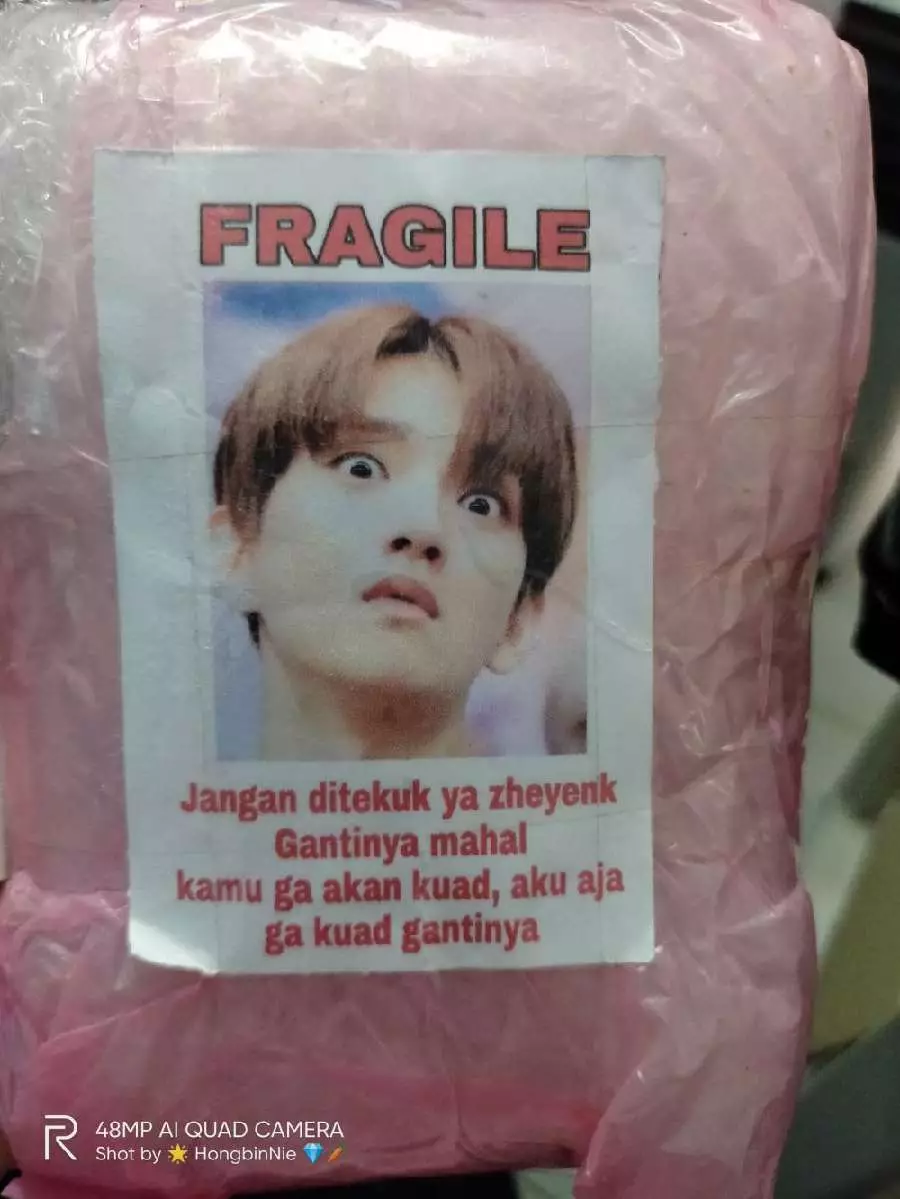 FRAGILE
Jangan ditekuk ya zheyenk
Gantinya mahal
kamu ga akan kuad, aku aja
ga kuad gantinya
48MP AI QUAD CAMERA
Shot by 🌟 HongbinNie 💎🥕